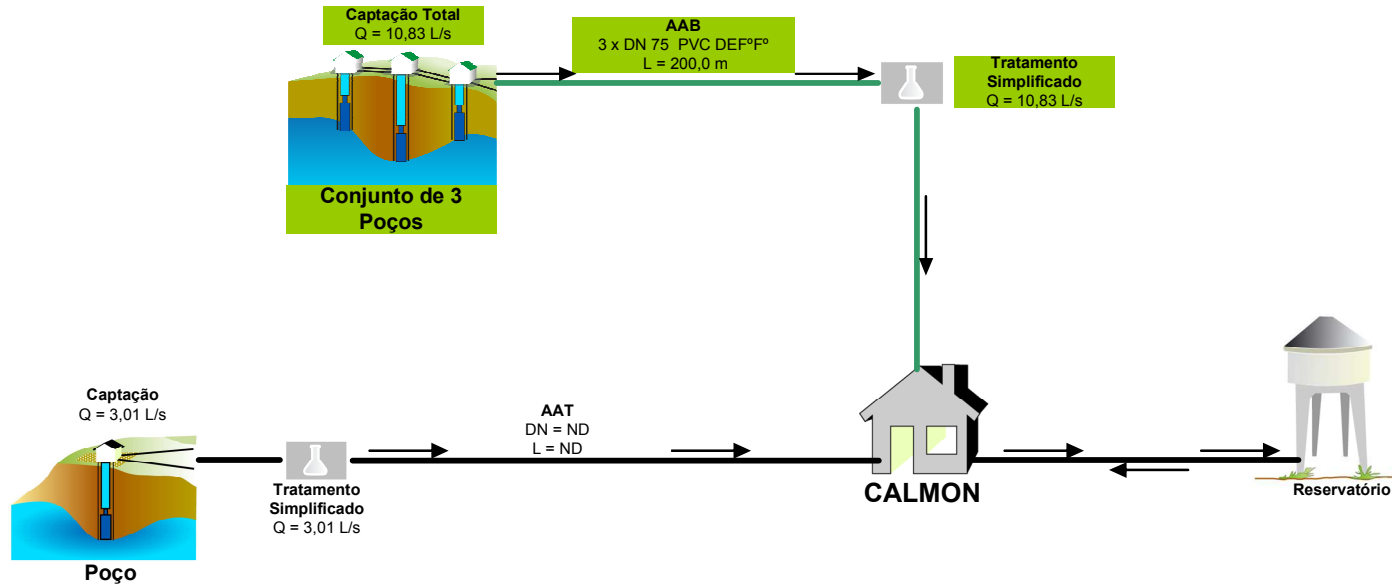 Captação Total
Q = 10,83 L/s
AAB
3 x DN 75 PVC DEFºFº
L = 200,0 m
Tratamento
Simplificado
Q = 10,83 L/s
Conjunto de 3
Poços
Captação
Q = 3,01 L/s
AAT
DN = ND
L = ND
Tratamento
Simplificado
Q = 3,01 L/s
CALMON
Reservatório
Poço